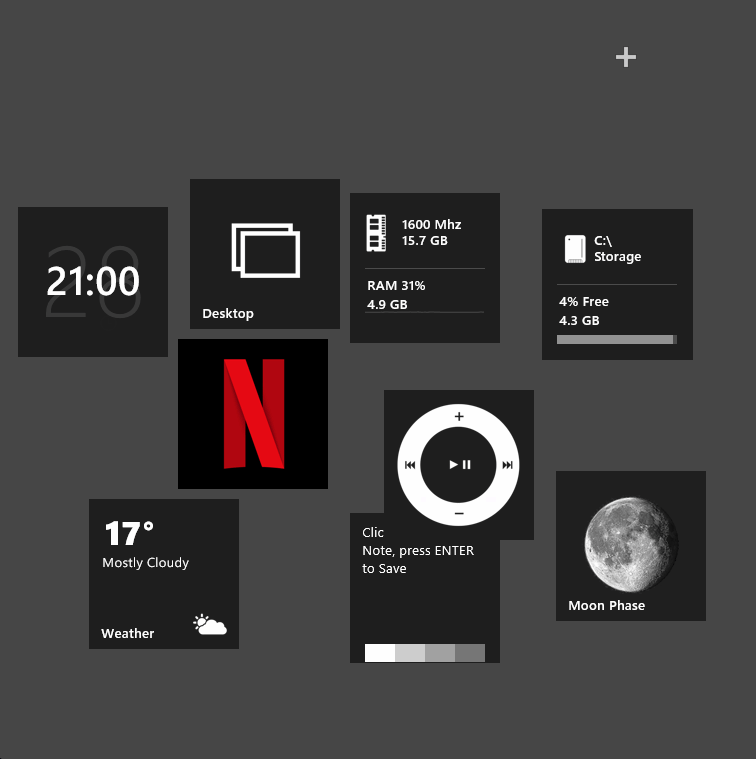 28
21:00
Desktop
1600 Mhz
15.7 GB
RAM 31%
4.9 GB
C:\
Storage
4% Free
4.3 GB
N
17°
Mostly Cloudy
Weather
Clic
Note, press ENTER
to Save
Moon Phase